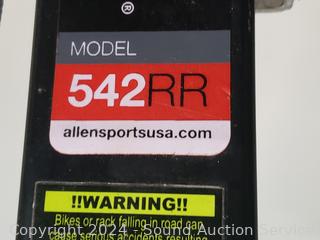 ®
MODEL
542RR
allensportsusa.com
!!WARNING!!
Bikes or rack falling in road can
cause serious accidents resulting
Copyright 2024 - Sound Auction Service